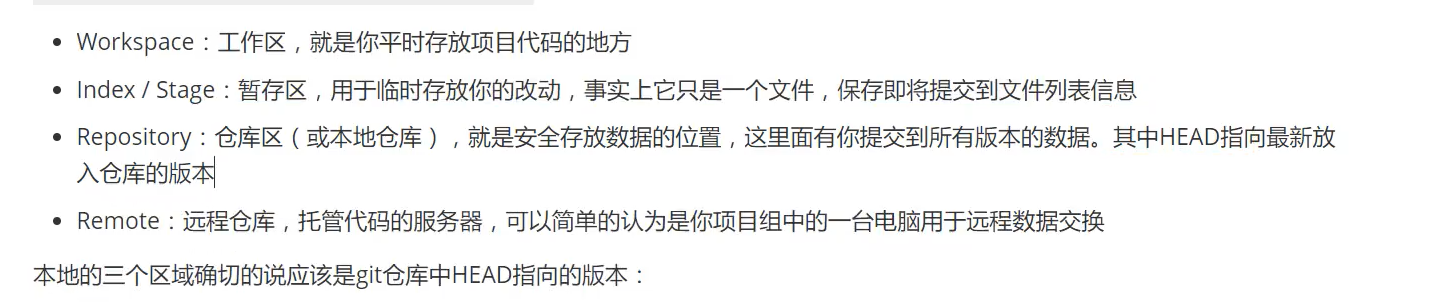 Workspace：工作区，就是你平时存放项目代码的地方
Index / Stage：暂存区，用于临时存放你的改动，事实上它只是一个文件，保存即将提交到文件列表信息
Repository：仓库区（或本地仓库），就是安全存放数据的位置，这里面有你提交到所有版本的数据。其中HEAD指向最新放
入仓库的版本
Remote：远程仓库，托管代码的服务器，可以简单的认为是你项目组中的一台电脑用于远程数据交换
本地的三个区域确切的说应该是git仓库中HEAD指向的版本：